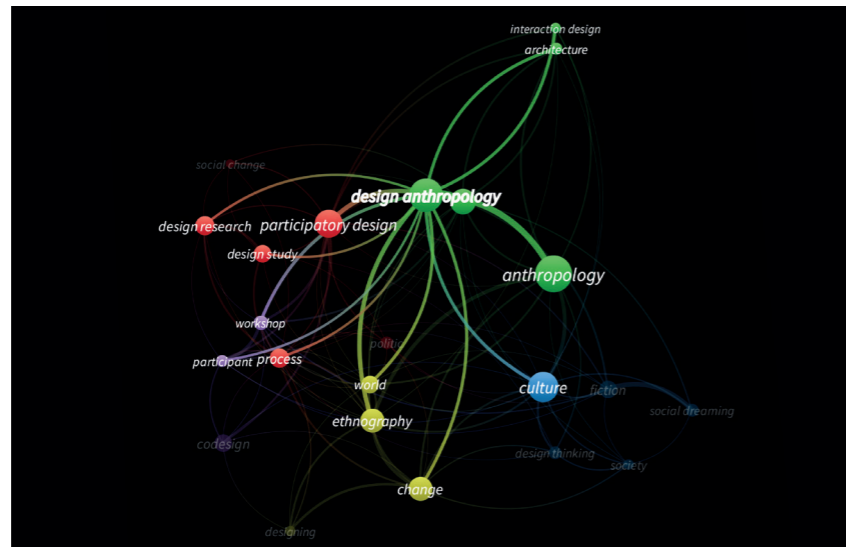 interaction design
architecture
social change
design anthropology
design research
participatory design
design study
anthropology
workshop
politic
participant
process
world
culture
fiction
social dreaming
ethnography
codesign
design thinking
society
change
designing